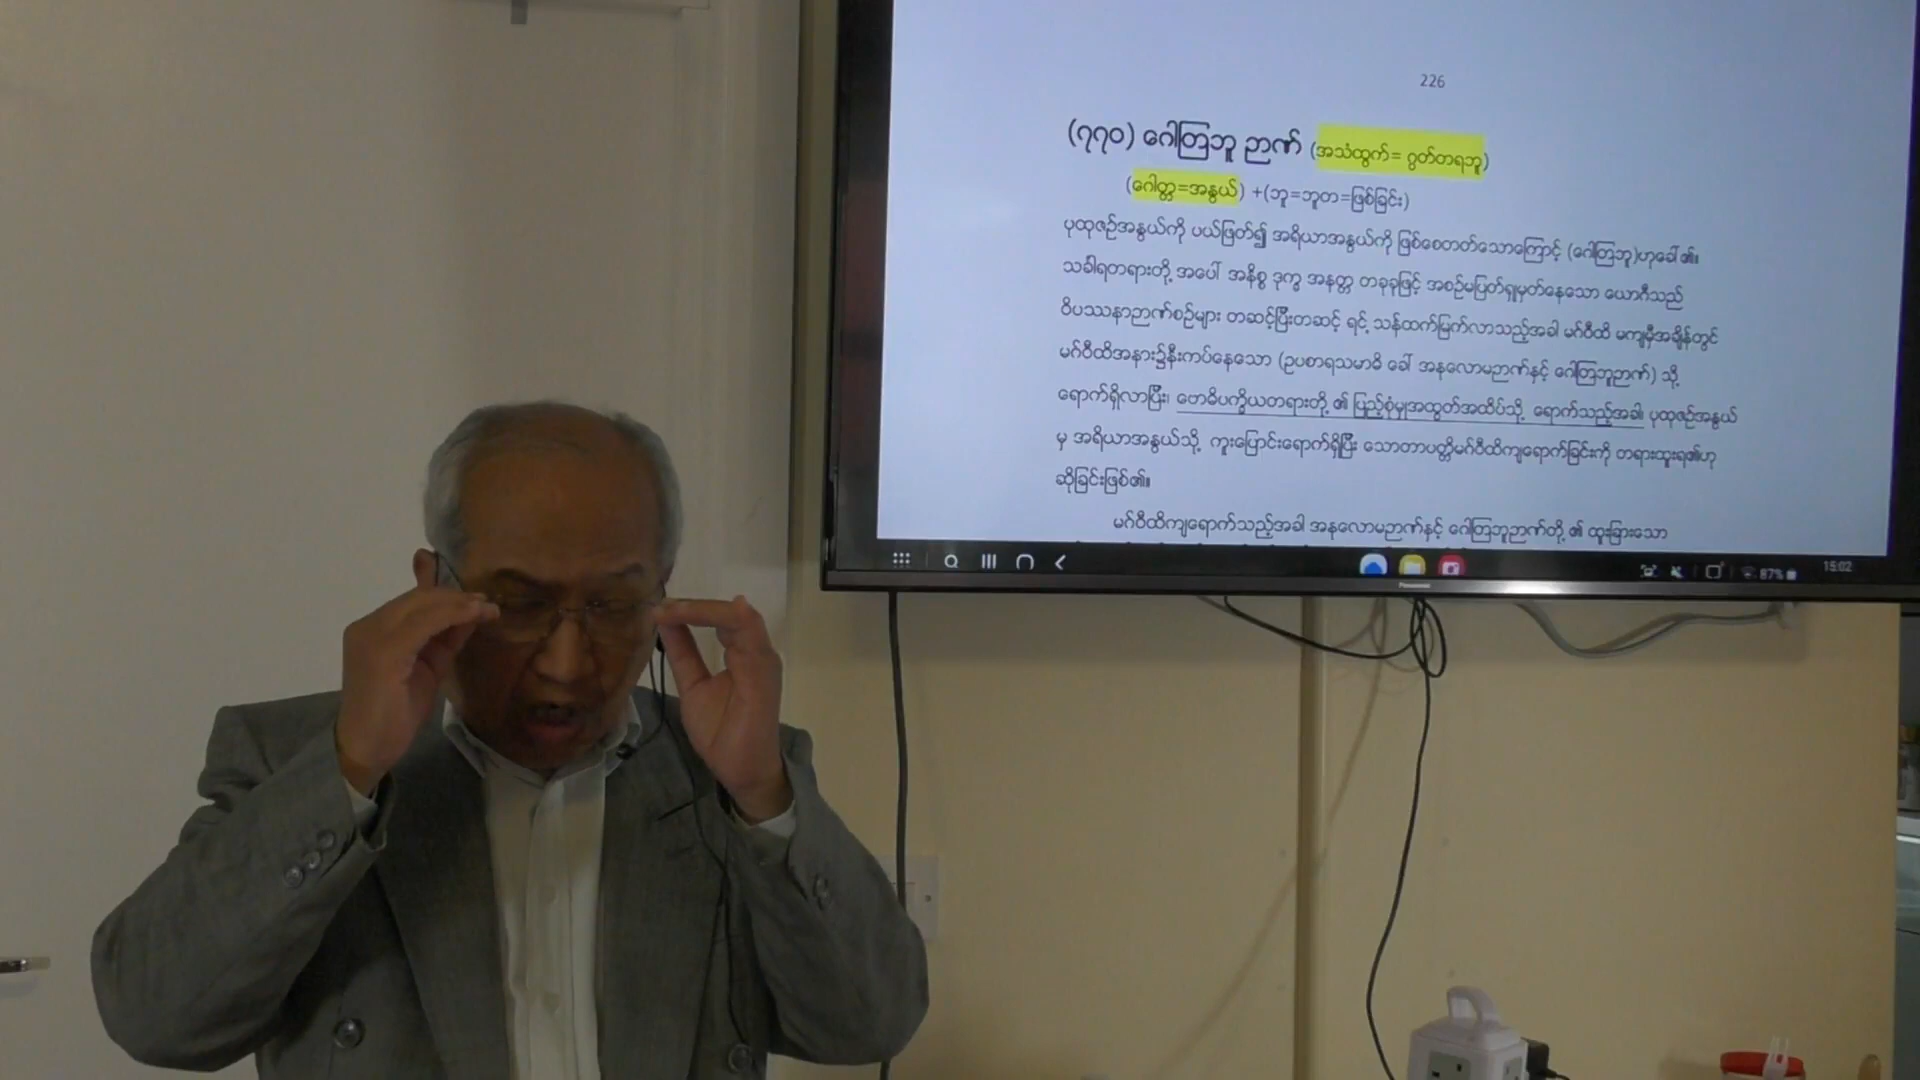 226
(၇၇၀) ဂေါတြဘူ ဉာဏ် (အသံထွက်= ဂွတ်တရဘူ)
(ဂေါတ္တ=အနွယ်) +(ဘူ=ဘူတ=ဖြစ်ခြင်း)
ပုထုဇဉ်အနွယ်ကို ပယ်ဖြတ်၍ အရိယာအနွယ်ကို ဖြစ်စေတတ်သောကြောင့် (ဂေါတြဘူ)ဟုခေါ်၏။
သင်္ခါရတရားတို့ အပေါ် အနိစ္စ ဒုက္ခ အနတ္တ တခုခုဖြင့် အစဉ်မပြတ်ရှုမှတ်နေသော ယောဂီသည်
ဝိပဿနာဉာဏ်စဉ်များ တဆင့်ပြီးတဆင့် ရင့် သန်ထက်မြက်လာသည့်အခါ မဂ်ဝီထိ မကျမှီအချိန်တွင်
မဂ်ဝီထိအနား၌နီးကပ်နေသော (ဥပစာရသမာဓိ ခေါ် အနုလောမဉာဏ်နှင့် ဂေါတြဘူဉာဏ်) သို့
ရောက်ရှိလာပြီး၊ ဗောဓိပက္ခိယတရားတို့ ၏ ပြည့်စုံမှုအထွတ်အထိပ်သို့ ရောက်သည့်အခါ ပုထုဇဉ်အနွယ်
မှ အရိယာအနွယ်သို့ ကူးပြောင်းရောက်ရှိပြီး သောတာပတ္တိမဂ်ဝီထိကျရောက်ခြင်းကို တရားထူးရ၏ဟု
ဆိုခြင်းဖြစ်၏။
မဂ်ဝီထိကျရောက်သည့်အခါ အနုလောမဉာဏ်နှင့် ဂေါတြဘူဉာဏ်တို့ ၏ ထူးခြားသော
87%
15:02
Panasonic